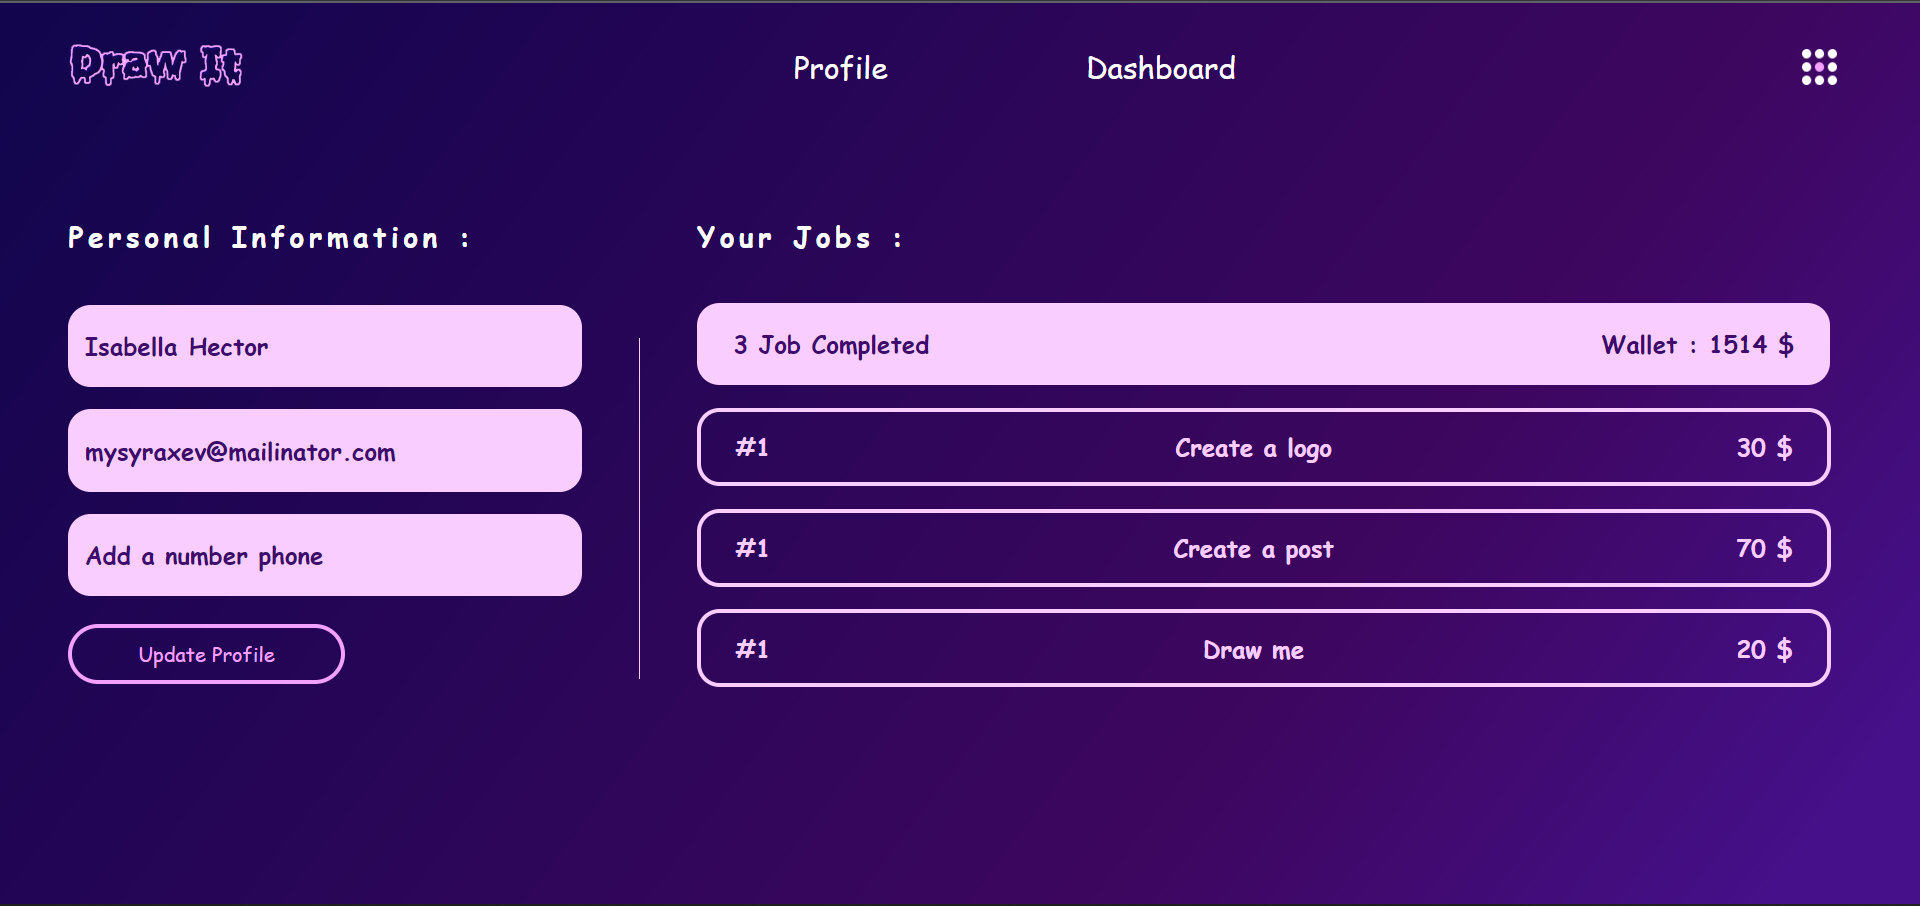 Draw It
Profile
Dashboard
Personal Information :
Isabella Hector
mysyraxev@mailinator.com
Add a number phone
Update Profile
Your Jobs :
3 Job Completed
Wallet : 1514 $
#1 Create a logo 30 $
#1 Create a post 70 $
#1 Draw me 20 $